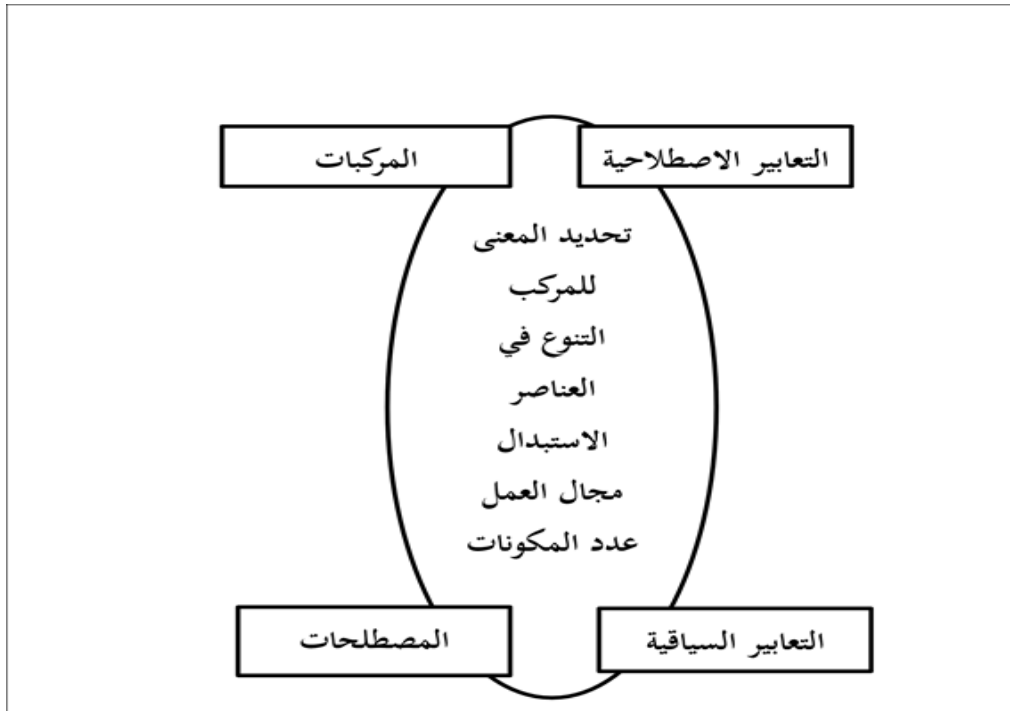 التعابير الاصطلاحية
المركبات
تحديد المعنى
للمركب
التنوع في
العناصر
الاستبدال
مجال العمل
عدد المكونات
التعابير السياقية
المصطلحات